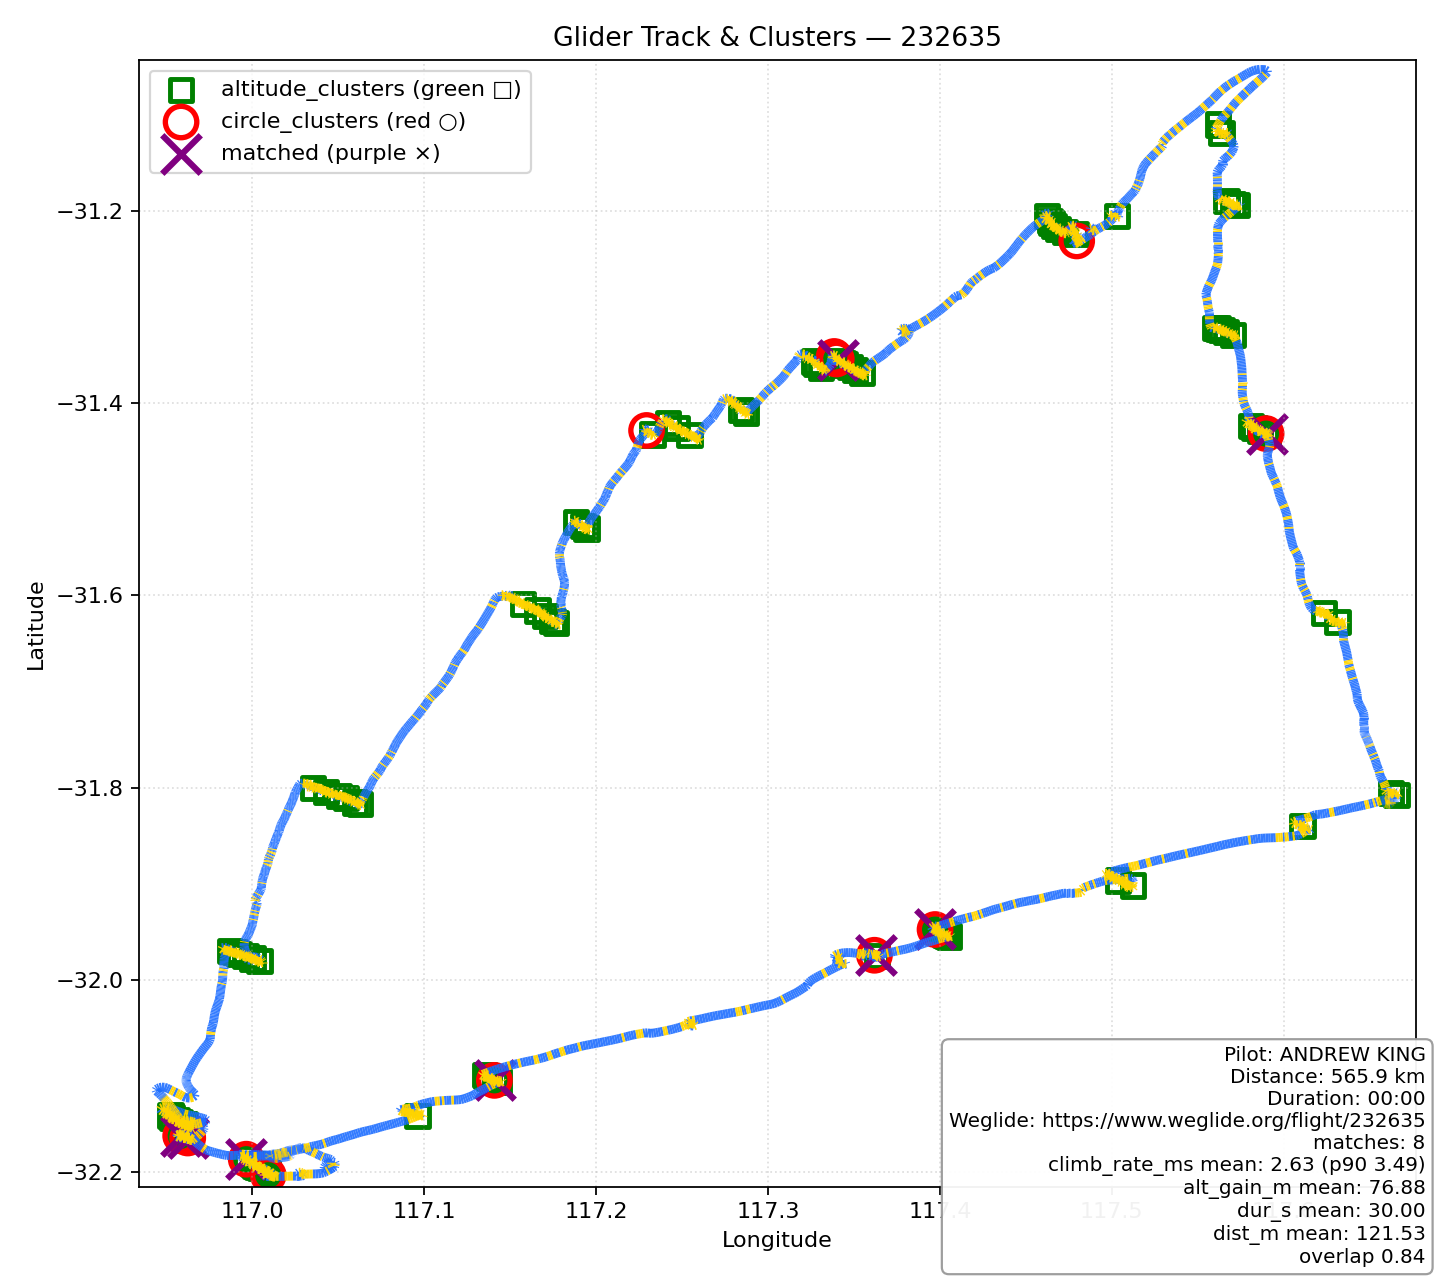 Glider Track & Clusters — 232635
altitude_clusters (green □)
circle_clusters (red ○)
matched (purple ×)
−31.2
−31.4
−31.6
−31.8
−32.0
−32.2
Latitude
117.0
117.1
117.2
117.3
117.4
117.5
Longitude
Pilot: ANDREW KING
Distance: 565.9 km
Duration: 00:00
Weglide: https://www.weglide.org/flight/232635
matches: 8
climb_rate_ms mean: 2.63 (p90 3.49)
alt_gain_m mean: 76.88
dur_s mean: 30.00
dist_m mean: 121.53
overlap 0.84